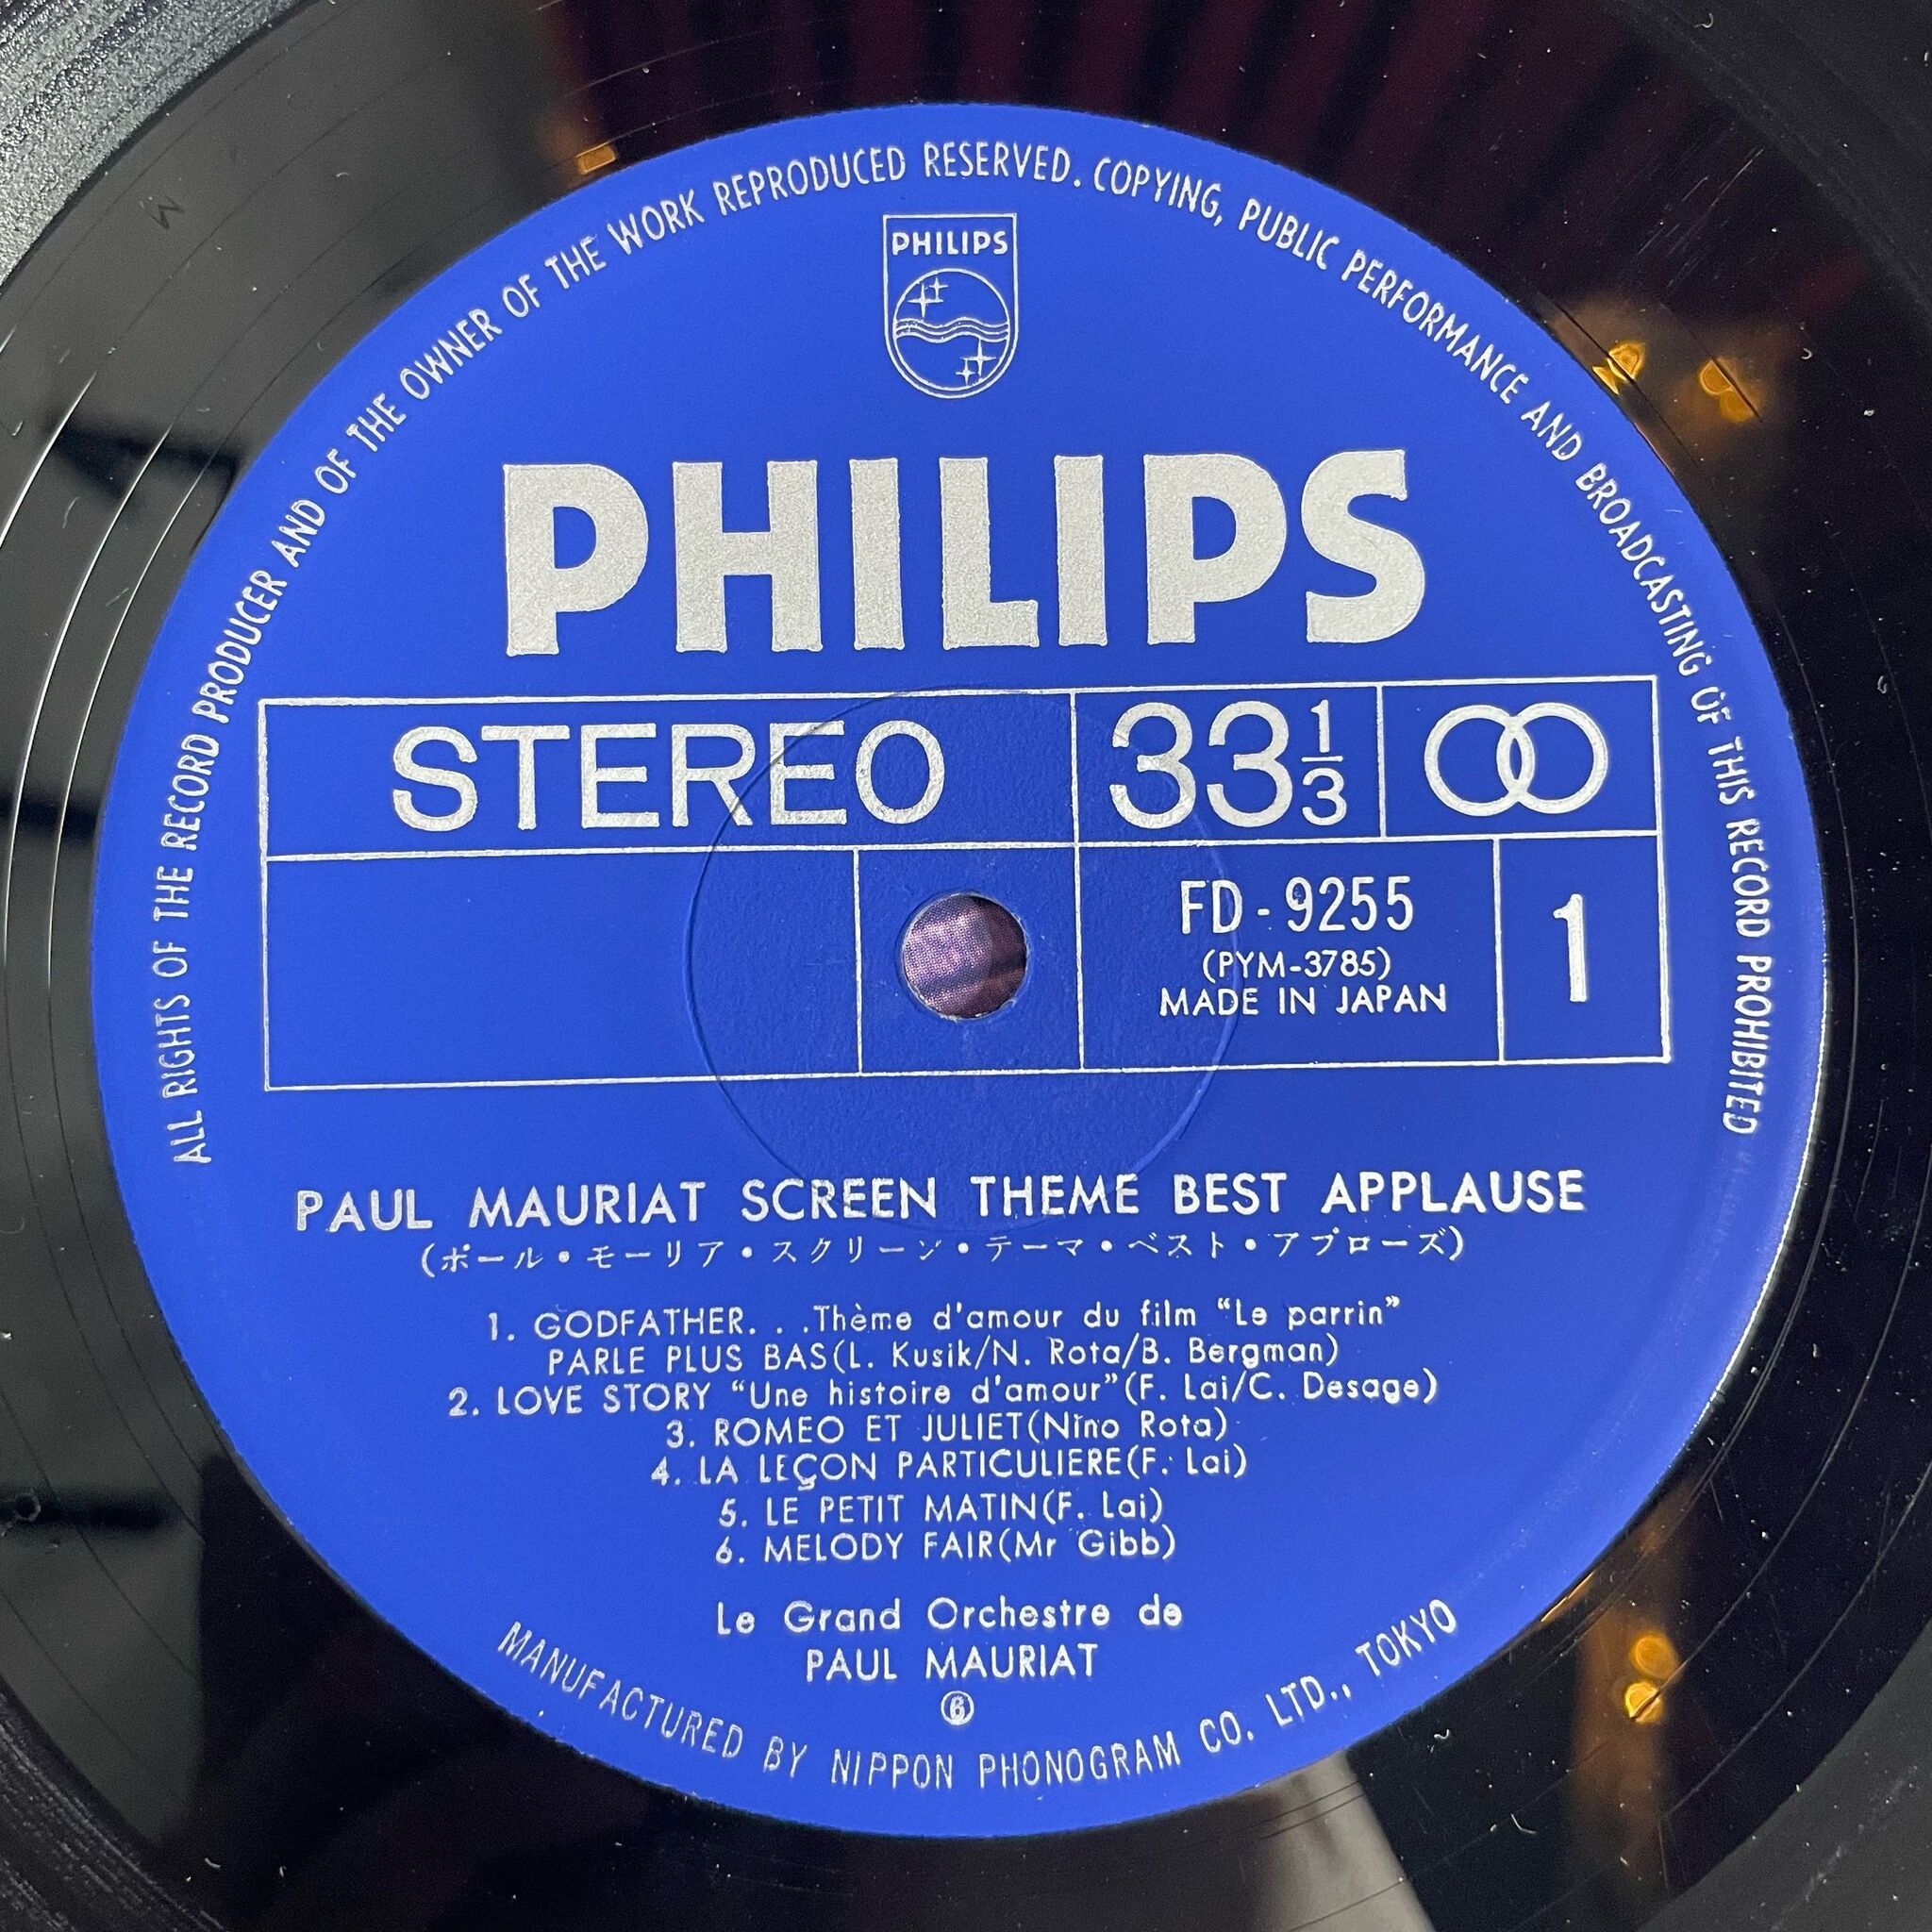 ALL RIGHTS OF THE RECORD PRODUCER AND OF THE OWNER OF THE WORK REPRODUCED RESERVED. COPYING, PUBLIC PERFORMANCE AND BROADCASTING OF THIS RECORD PROHIBITED
PHILIPS
PHILIPS
STEREO
33 1/3
FD-9255
(PYM-3785)
MADE IN JAPAN
1
PAUL MAURIAT SCREEN THEME BEST APPLAUSE
(ポール・モーリア・スクリーン・テーマ・ベスト・アプローズ)
1. GODFATHER. . .Thème d'amour du film “Le parrin”
PARLE PLUS BAS(L. Kusik/N. Rota/B. Bergman)
2. LOVE STORY “Une histoire d'amour”(F. Lai/C. Desage)
3. ROMEO ET JULIET(Nino Rota)
4. LA LEÇON PARTICULIERE(F. Lai)
5. LE PETIT MATIN(F. Lai)
6. MELODY FAIR(Mr Gibb)
Le Grand Orchestre de
PAUL MAURIAT
MANUFACTURED BY NIPPON PHONOGRAM CO. LTD., TOKYO